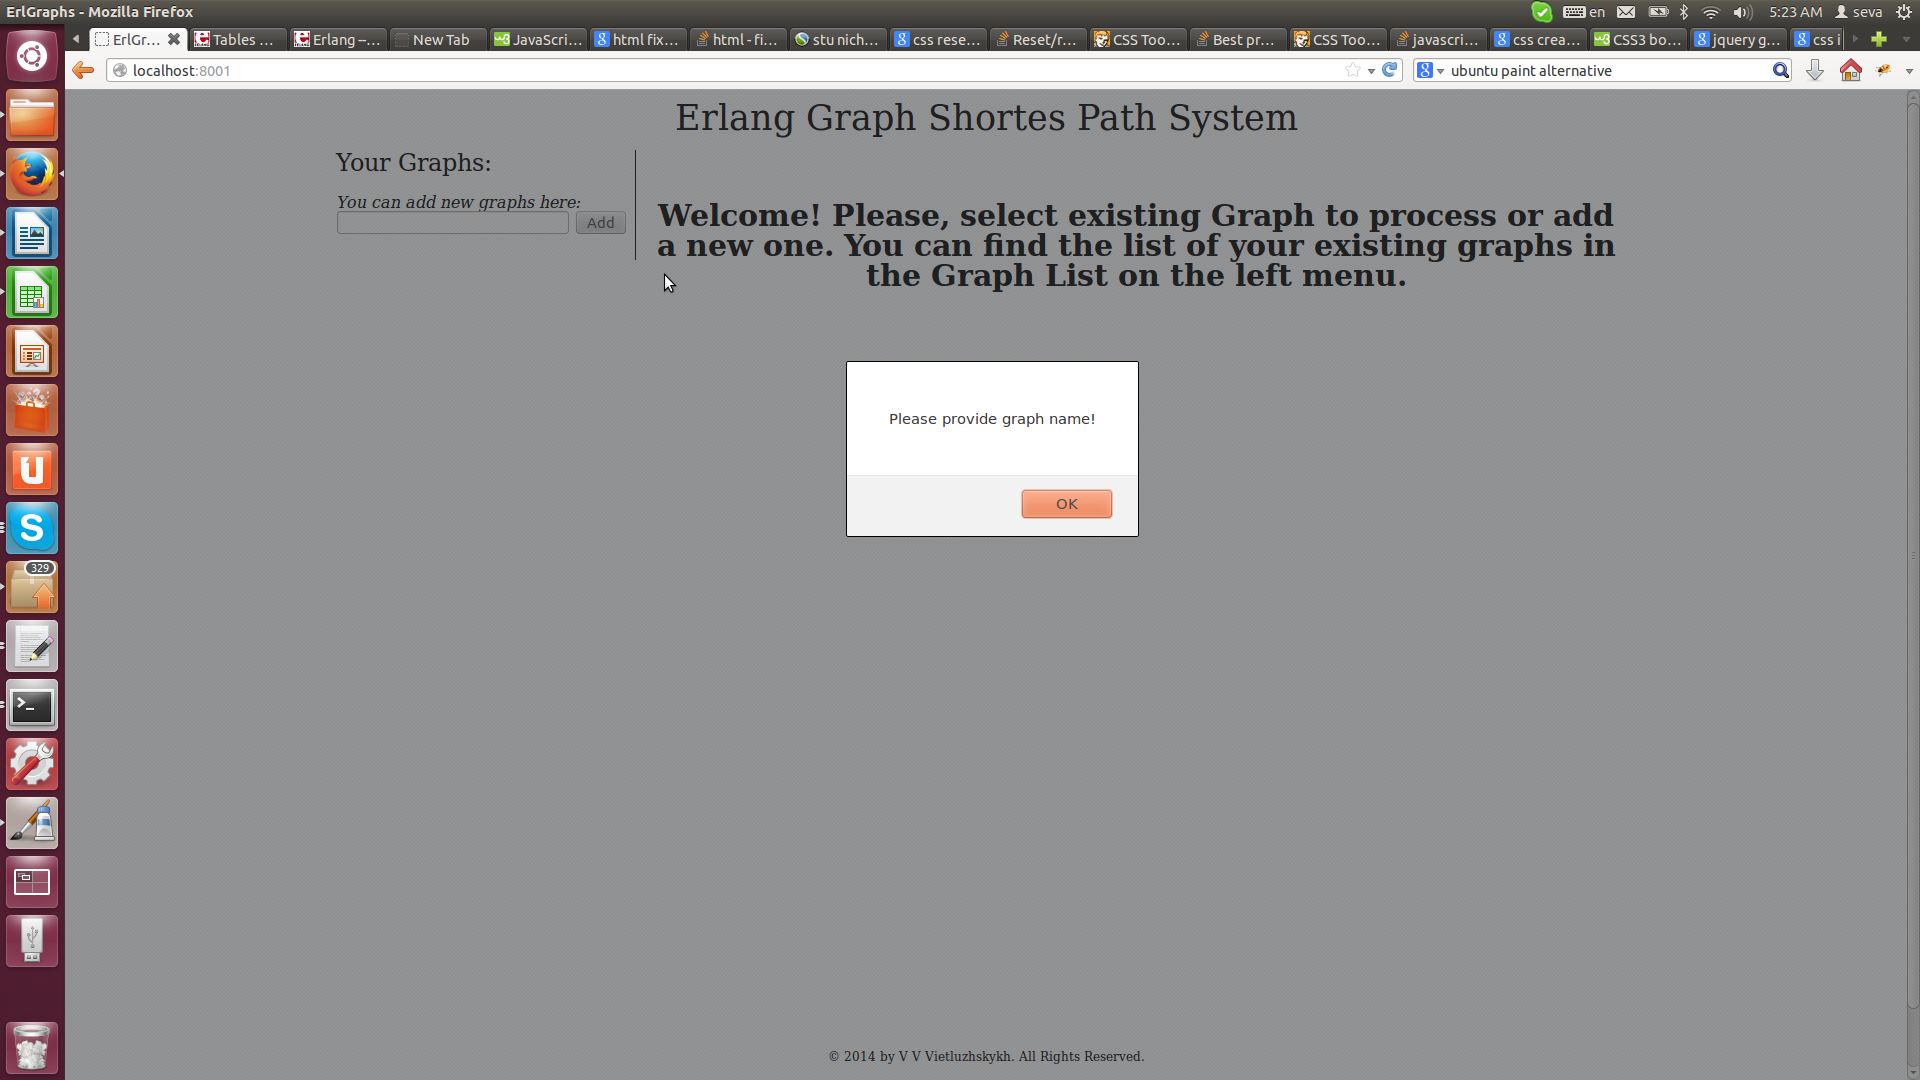 ErlGraphs - Mozilla Firefox
en
5:23 AM
seva
ErlGr...
Tables ...
Erlang –...
New Tab
JavaScri...
html fix...
html - fi...
stu nich...
css rese...
Reset/r...
CSS Too...
Best pr...
CSS Too...
javascri...
css crea...
CSS3 bo...
jquery g...
css i
localhost:8001
ubuntu paint alternative
Erlang Graph Shortes Path System
Your Graphs:
You can add new graphs here:
Add
Welcome! Please, select existing Graph to process or add
a new one. You can find the list of your existing graphs in
the Graph List on the left menu.
Please provide graph name!
OK
329
© 2014 by V V Vietluzhskykh. All Rights Reserved.